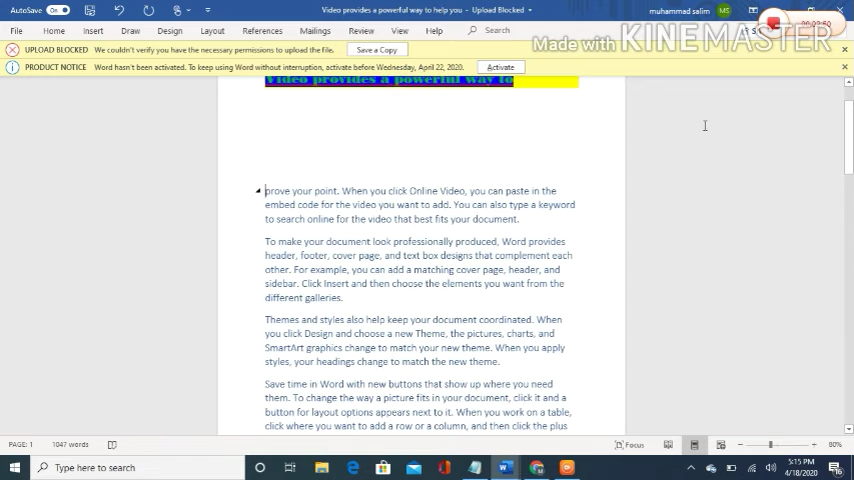 AutoSave On
Video provides a powerful way to help you - Upload Blocked
muhammad salim MS
File Home Insert Draw Design Layout References Mailings Review View Help Search
Made with KINEMASTER
UPLOAD BLOCKED We couldn't verify you have the necessary permissions to upload the file. Save a Copy
PRODUCT NOTICE Word hasn't been activated. To keep using Word without interruption, activate before Wednesday, April 22, 2020. Activate
Video provides a powerful way to
prove your point. When you click Online Video, you can paste in the
embed code for the video you want to add. You can also type a keyword
to search online for the video that best fits your document.
To make your document look professionally produced, Word provides
header, footer, cover page, and text box designs that complement each
other. For example, you can add a matching cover page, header, and
sidebar. Click Insert and then choose the elements you want from the
different galleries.
Themes and styles also help keep your document coordinated. When
you click Design and choose a new Theme, the pictures, charts, and
SmartArt graphics change to match your new theme. When you apply
styles, your headings change to match the new theme.
Save time in Word with new buttons that show up where you need
them. To change the way a picture fits in your document, click it and a
button for layout options appears next to it. When you work on a table,
click where you want to add a row or a column, and then click the plus
PAGE: 1 1047 words
Focus
80%
Type here to search
5:15 PM
4/18/2020
16